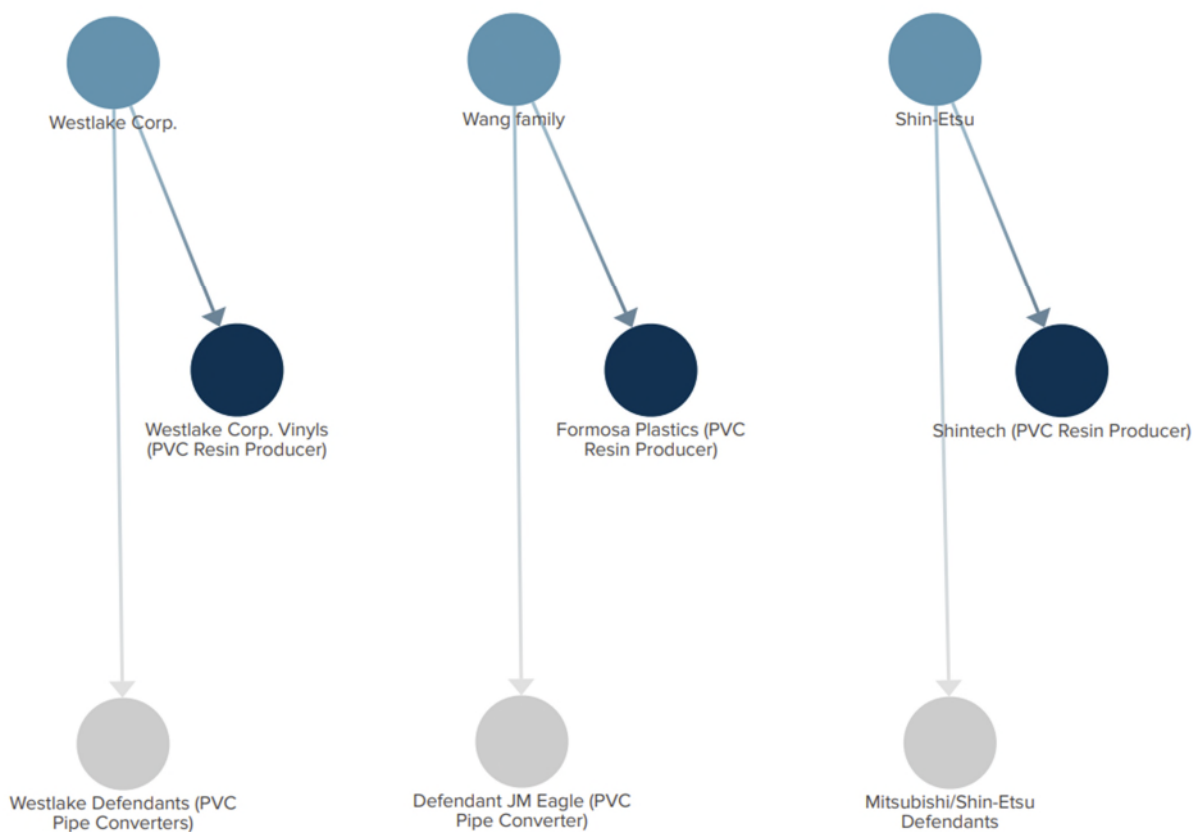 Westlake Corp.
Wang family
Shin-Etsu
Westlake Corp. Vinyls
(PVC Resin Producer)
Formosa Plastics (PVC
Resin Producer)
Shintech (PVC Resin Producer)
Westlake Defendants (PVC
Pipe Converters)
Defendant JM Eagle (PVC
Pipe Converter)
Mitsubishi/Shin-Etsu
Defendants